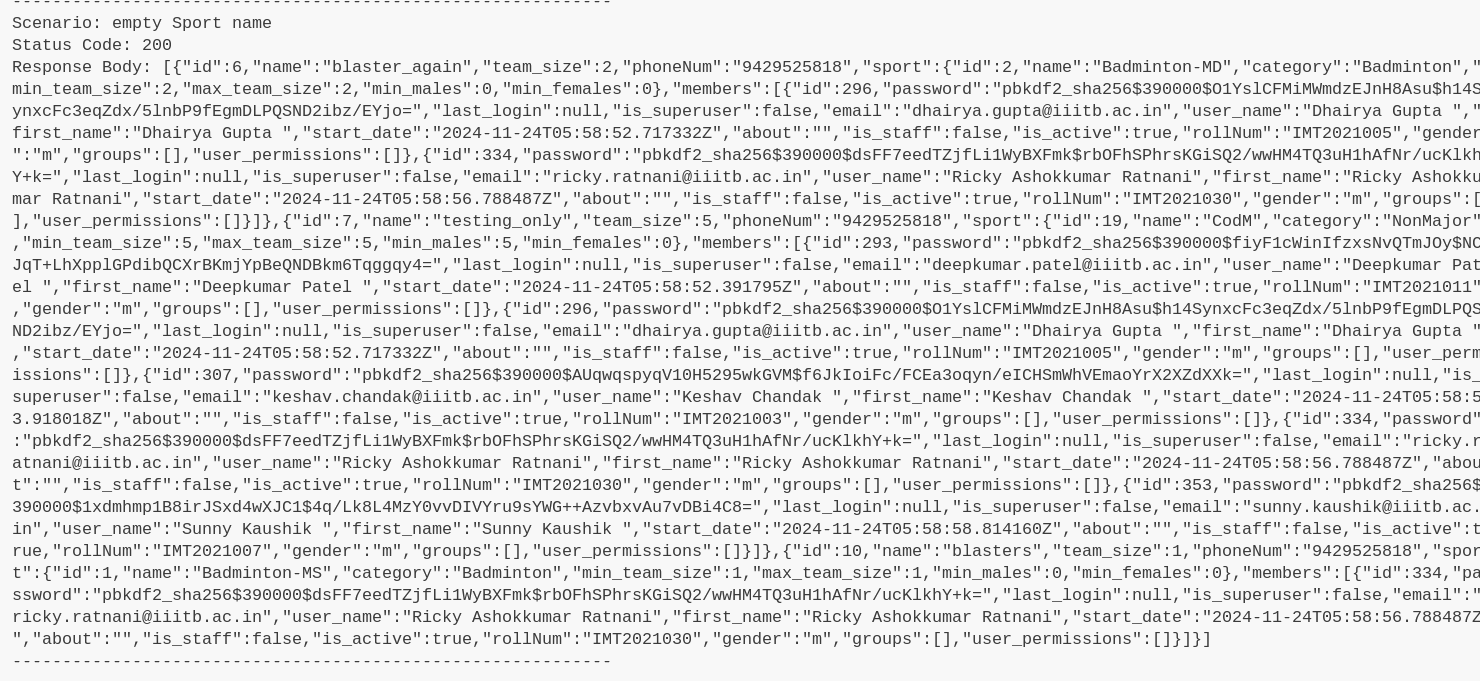 ------------------------------------------------------------
Scenario: empty Sport name
Status Code: 200
Response Body: [{"id":6,"name":"blaster_again","team_size":2,"phoneNum":"9429525818","sport":{"id":2,"name":"Badminton-MD","category":"Badminton","
min_team_size":2,"max_team_size":2,"min_males":0,"min_females":0},"members":[{"id":296,"password":"pbkdf2_sha256$390000$O1YslCFMiMWmdzEJnH8Asu$h14S
ynxcFc3eqZdx/5lnbP9fEgmDLPQSND2ibz/EYjo=","last_login":null,"is_superuser":false,"email":"dhairya.gupta@iiitb.ac.in","user_name":"Dhairya Gupta ","
first_name":"Dhairya Gupta ","start_date":"2024-11-24T05:58:52.717332Z","about":"","is_staff":false,"is_active":true,"rollNum":"IMT2021005","gender
":"m","groups":[],"user_permissions":[]},{"id":334,"password":"pbkdf2_sha256$390000$dsFF7eedTZjfLi1WyBXFmk$rbOFhSPhrsKGiSQ2/wwHM4TQ3uH1hAfNr/ucKlkh
Y+k=","last_login":null,"is_superuser":false,"email":"ricky.ratnani@iiitb.ac.in","user_name":"Ricky Ashokkumar Ratnani","first_name":"Ricky Ashokku
mar Ratnani","start_date":"2024-11-24T05:58:56.788487Z","about":"","is_staff":false,"is_active":true,"rollNum":"IMT2021030","gender":"m","groups":[
],"user_permissions":[]}]},{"id":7,"name":"testing_only","team_size":5,"phoneNum":"9429525818","sport":{"id":19,"name":"CodM","category":"NonMajor"
,"min_team_size":5,"max_team_size":5,"min_males":5,"min_females":0},"members":[{"id":293,"password":"pbkdf2_sha256$390000$fiyF1cWinIfzxsNvQTmJOy$NC
JqT+LhXpplGPdibQCXrBKmjYpBeQNDBkm6Tqggqy4=","last_login":null,"is_superuser":false,"email":"deepkumar.patel@iiitb.ac.in","user_name":"Deepkumar Pat
el ","first_name":"Deepkumar Patel ","start_date":"2024-11-24T05:58:52.391795Z","about":"","is_staff":false,"is_active":true,"rollNum":"IMT2021011"
,"gender":"m","groups":[],"user_permissions":[]},{"id":296,"password":"pbkdf2_sha256$390000$O1YslCFMiMWmdzEJnH8Asu$h14SynxcFc3eqZdx/5lnbP9fEgmDLPQS
ND2ibz/EYjo=","last_login":null,"is_superuser":false,"email":"dhairya.gupta@iiitb.ac.in","user_name":"Dhairya Gupta ","first_name":"Dhairya Gupta "
,"start_date":"2024-11-24T05:58:52.717332Z","about":"","is_staff":false,"is_active":true,"rollNum":"IMT2021005","gender":"m","groups":[],"user_perm
issions":[]},{"id":307,"password":"pbkdf2_sha256$390000$AUqwqspyqV10H5295wkGVM$f6JkIoiFc/FCEa3oqyn/eICHSmWhVEmaoYrX2XZdXXk=","last_login":null,"is_
superuser":false,"email":"keshav.chandak@iiitb.ac.in","user_name":"Keshav Chandak ","first_name":"Keshav Chandak ","start_date":"2024-11-24T05:58:5
3.918018Z","about":"","is_staff":false,"is_active":true,"rollNum":"IMT2021003","gender":"m","groups":[],"user_permissions":[]},{"id":334,"password"
:"pbkdf2_sha256$390000$dsFF7eedTZjfLi1WyBXFmk$rbOFhSPhrsKGiSQ2/wwHM4TQ3uH1hAfNr/ucKlkhY+k=","last_login":null,"is_superuser":false,"email":"ricky.r
atnani@iiitb.ac.in","user_name":"Ricky Ashokkumar Ratnani","first_name":"Ricky Ashokkumar Ratnani","start_date":"2024-11-24T05:58:56.788487Z","abou
t":"","is_staff":false,"is_active":true,"rollNum":"IMT2021030","gender":"m","groups":[],"user_permissions":[]},{"id":353,"password":"pbkdf2_sha256$
390000$1xdmhmp1B8irJSxd4wXJC1$4q/Lk8L4MzY0vvDIVYru9sYWG++AzvbxvAu7vDBi4C8=","last_login":null,"is_superuser":false,"email":"sunny.kaushik@iiitb.ac.
in","user_name":"Sunny Kaushik ","first_name":"Sunny Kaushik ","start_date":"2024-11-24T05:58:58.814160Z","about":"","is_staff":false,"is_active":t
rue,"rollNum":"IMT2021007","gender":"m","groups":[],"user_permissions":[]}]},{"id":10,"name":"blasters","team_size":1,"phoneNum":"9429525818","spor
t":{"id":1,"name":"Badminton-MS","category":"Badminton","min_team_size":1,"max_team_size":1,"min_males":0,"min_females":0},"members":[{"id":334,"pa
ssword":"pbkdf2_sha256$390000$dsFF7eedTZjfLi1WyBXFmk$rbOFhSPhrsKGiSQ2/wwHM4TQ3uH1hAfNr/ucKlkhY+k=","last_login":null,"is_superuser":false,"email":"
ricky.ratnani@iiitb.ac.in","user_name":"Ricky Ashokkumar Ratnani","first_name":"Ricky Ashokkumar Ratnani","start_date":"2024-11-24T05:58:56.788487Z
","about":"","is_staff":false,"is_active":true,"rollNum":"IMT2021030","gender":"m","groups":[],"user_permissions":[]}]}]
------------------------------------------------------------